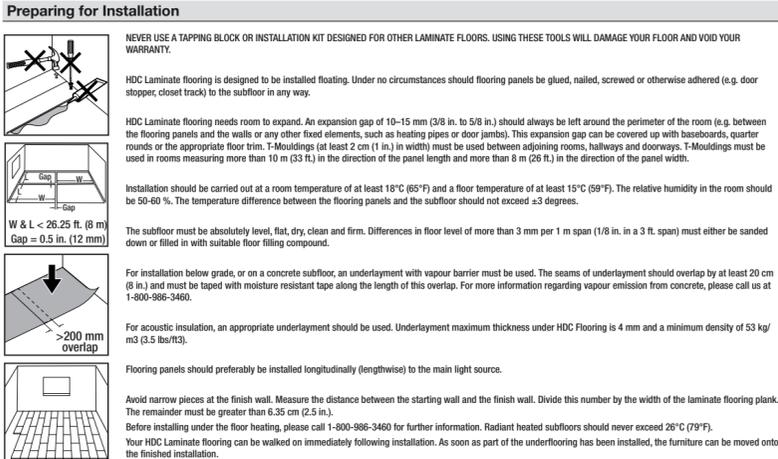 Preparing for Installation
NEVER USE A TAPPING BLOCK OR INSTALLATION KIT DESIGNED FOR OTHER LAMINATE FLOORS. USING THESE TOOLS WILL DAMAGE YOUR FLOOR AND VOID YOUR
WARRANTY.
HDC Laminate flooring is designed to be installed floating. Under no circumstances should flooring panels be glued, nailed, screwed or otherwise adhered (e.g. door
stopper, closet track) to the subfloor in any way.
HDC Laminate flooring needs room to expand. An expansion gap of 10–15 mm (3/8 in. to 5/8 in.) should always be left around the perimeter of the room (e.g. between
the flooring panels and the walls or any other fixed elements, such as heating pipes or door jambs). This expansion gap can be covered up with baseboards, quarter
rounds or the appropriate floor trim. T-Mouldings (at least 2 cm (1 in.) in width) must be used between adjoining rooms, hallways and doorways. T-Mouldings must be
used in rooms measuring more than 10 m (33 ft.) in the direction of the panel length and more than 8 m (26 ft.) in the direction of the panel width.
L Gap L W
W
Gap
W & L < 26.25 ft. (8 m)
Gap = 0.5 in. (12 mm)
Installation should be carried out at a room temperature of at least 18°C (65°F) and a floor temperature of at least 15°C (59°F). The relative humidity in the room should
be 50-60 %. The temperature difference between the flooring panels and the subfloor should not exceed ±3 degrees.
The subfloor must be absolutely level, flat, dry, clean and firm. Differences in floor level of more than 3 mm per 1 m span (1/8 in. in a 3 ft. span) must either be sanded
down or filled in with suitable floor filling compound.
For installation below grade, or on a concrete subfloor, an underlayment with vapour barrier must be used. The seams of underlayment should overlap by at least 20 cm
(8 in.) and must be taped with moisture resistant tape along the length of this overlap. For more information regarding vapour emission from concrete, please call us at
1-800-986-3460.
>200 mm
overlap
For acoustic insulation, an appropriate underlayment should be used. Underlayment maximum thickness under HDC Flooring is 4 mm and a minimum density of 53 kg/
m3 (3.5 lbs/ft3).
Flooring panels should preferably be installed longitudinally (lengthwise) to the main light source.
Avoid narrow pieces at the finish wall. Measure the distance between the starting wall and the finish wall. Divide this number by the width of the laminate flooring plank.
The remainder must be greater than 6.35 cm (2.5 in.).
Before installing under the floor heating, please call 1-800-986-3460 for further information. Radiant heated subfloors should never exceed 26°C (79°F).
Your HDC Laminate flooring can be walked on immediately following installation. As soon as part of the underflooring has been installed, the furniture can be moved onto
the finished installation.